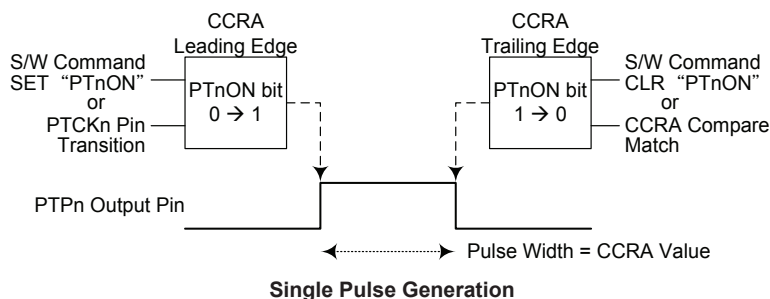 CCRA
Leading Edge
S/W Command
SET “PTnON”
or
PTCKn Pin
Transition
PTnON bit
0 → 1
CCRA
Trailing Edge
PTnON bit
1 → 0
S/W Command
CLR “PTnON”
or
CCRA Compare
Match
PTPn Output Pin
Pulse Width = CCRA Value
Single Pulse Generation